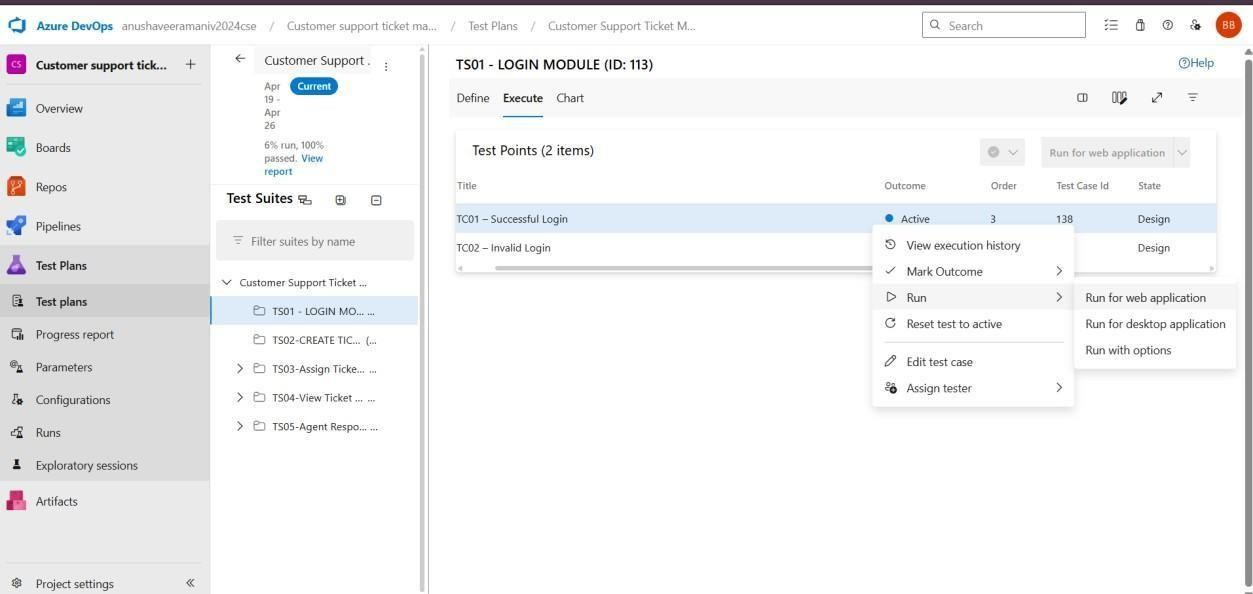 Azure DevOps anushaveeramaniv2024cse / Customer support ticket ma... / Test Plans / Customer Support Ticket M... Search BB
CS Customer support tick... +
Overview
Boards
Repos
Pipelines
Test Plans
Test plans
Progress report
Parameters
Configurations
Runs
Exploratory sessions
Artifacts
Project settings
Customer Support .
Apr
19 -
Apr
26
Current
6% run, 100%
passed. View
report
Test Suites
Filter suites by name
Customer Support Ticket ...
TS01 - LOGIN MO... ...
TS02-CREATE TIC... (...
TS03-Assign Ticke... ...
TS04-View Ticket ... ...
TS05-Agent Respo... ...
TS01 - LOGIN MODULE (ID: 113)
Help
Define Execute Chart
Test Points (2 items)
Run for web application
Title Outcome Order Test Case Id State
TC01 – Successful Login Active 3 138 Design
TC02 – Invalid Login Design
View execution history
Mark Outcome
Run
Reset test to active
Edit test case
Assign tester
Run for web application
Run for desktop application
Run with options